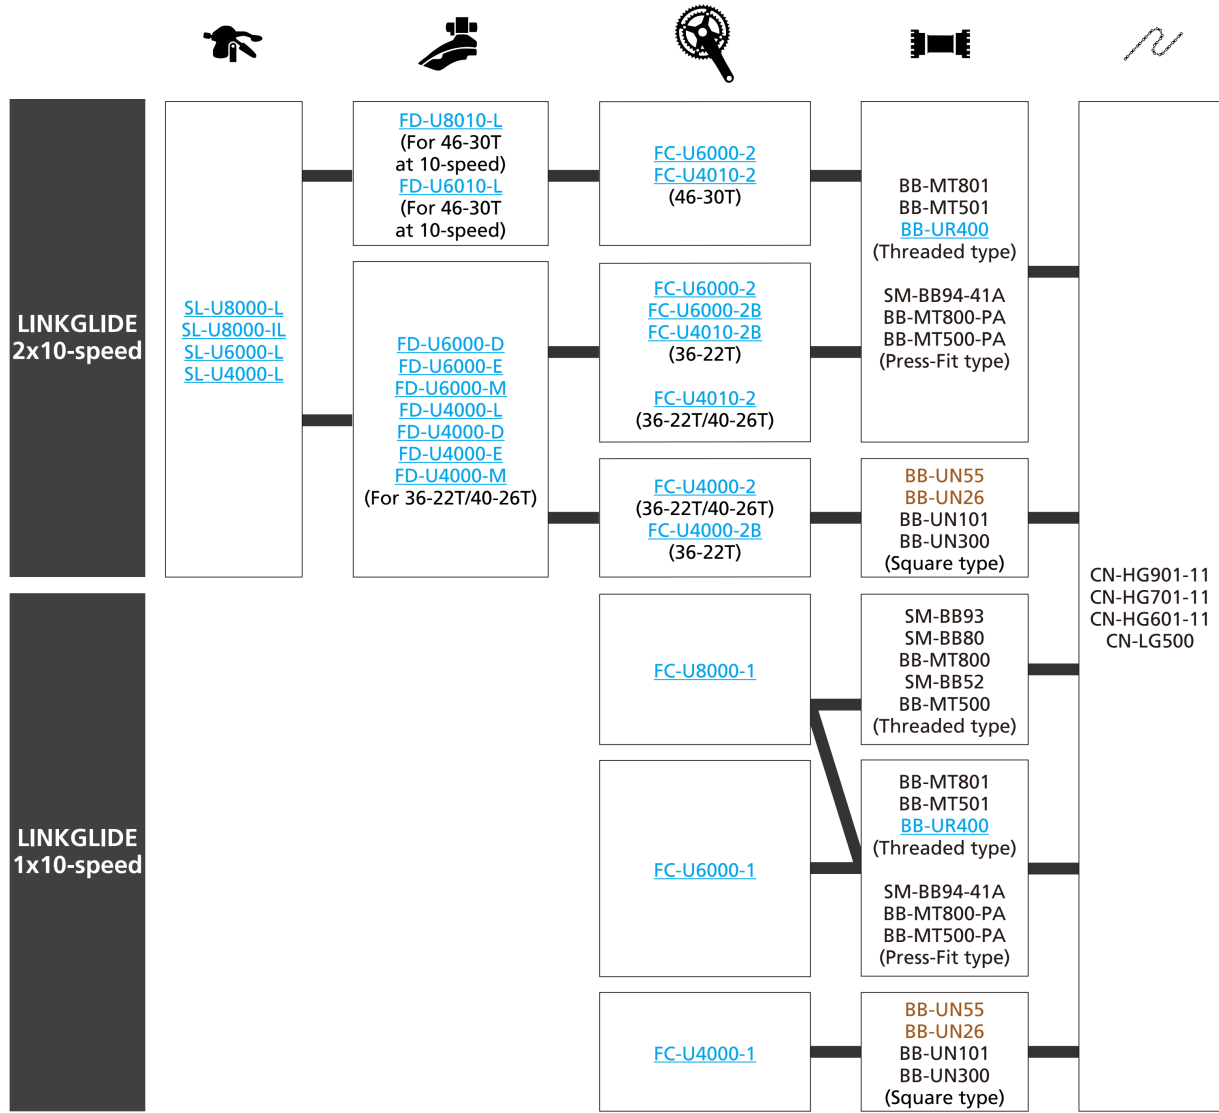 LINKGLIDE
2x10-speed
SL-U8000-L
SL-U8000-IL
SL-U6000-L
SL-U4000-L
FD-U8010-L
(For 46-30T
at 10-speed)
FD-U6010-L
(For 46-30T
at 10-speed)
FD-U6000-D
FD-U6000-E
FD-U6000-M
FD-U4000-L
FD-U4000-D
FD-U4000-E
FD-U4000-M
(For 36-22T/40-26T)
FC-U6000-2
FC-U4010-2
(46-30T)
FC-U6000-2
FC-U6000-2B
FC-U4010-2B
(36-22T)
FC-U4010-2
(36-22T/40-26T)
FC-U4000-2
(36-22T/40-26T)
FC-U4000-2B
(36-22T)
BB-MT801
BB-MT501
BB-UR400
(Threaded type)
SM-BB94-41A
BB-MT800-PA
BB-MT500-PA
(Press-Fit type)
BB-UN55
BB-UN26
BB-UN101
BB-UN300
(Square type)
LINKGLIDE
1x10-speed
FC-U8000-1
FC-U6000-1
FC-U4000-1
SM-BB93
SM-BB80
BB-MT800
SM-BB52
BB-MT500
(Threaded type)
BB-MT801
BB-MT501
BB-UR400
(Threaded type)
SM-BB94-41A
BB-MT800-PA
BB-MT500-PA
(Press-Fit type)
BB-UN55
BB-UN26
BB-UN101
BB-UN300
(Square type)
CN-HG901-11
CN-HG701-11
CN-HG601-11
CN-LG500